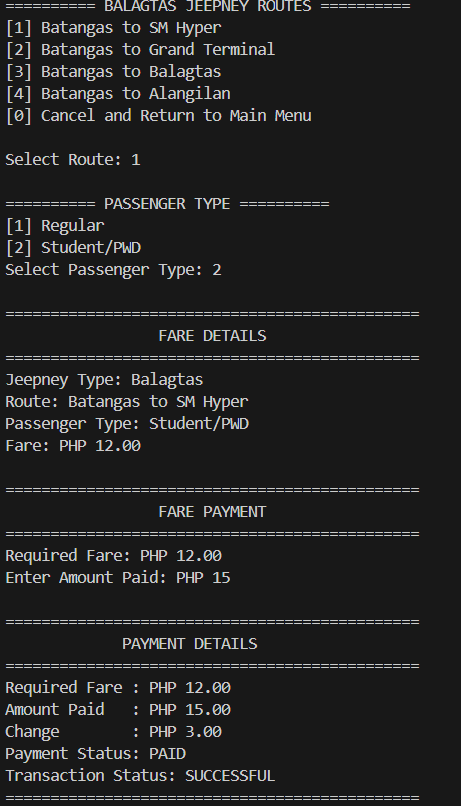 ========== BALAGTAS JEEPNEY ROUTES ==========
[1] Batangas to SM Hyper
[2] Batangas to Grand Terminal
[3] Batangas to Balagtas
[4] Batangas to Alangilan
[0] Cancel and Return to Main Menu
Select Route: 1
========== PASSENGER TYPE ==========
[1] Regular
[2] Student/PWD
Select Passenger Type: 2
==============================================
FARE DETAILS
==============================================
Jeepney Type: Balagtas
Route: Batangas to SM Hyper
Passenger Type: Student/PWD
Fare: PHP 12.00
==============================================
FARE PAYMENT
==============================================
Required Fare: PHP 12.00
Enter Amount Paid: PHP 15
==============================================
PAYMENT DETAILS
==============================================
Required Fare : PHP 12.00
Amount Paid   : PHP 15.00
Change        : PHP 3.00
Payment Status: PAID
Transaction Status: SUCCESSFUL
==============================================